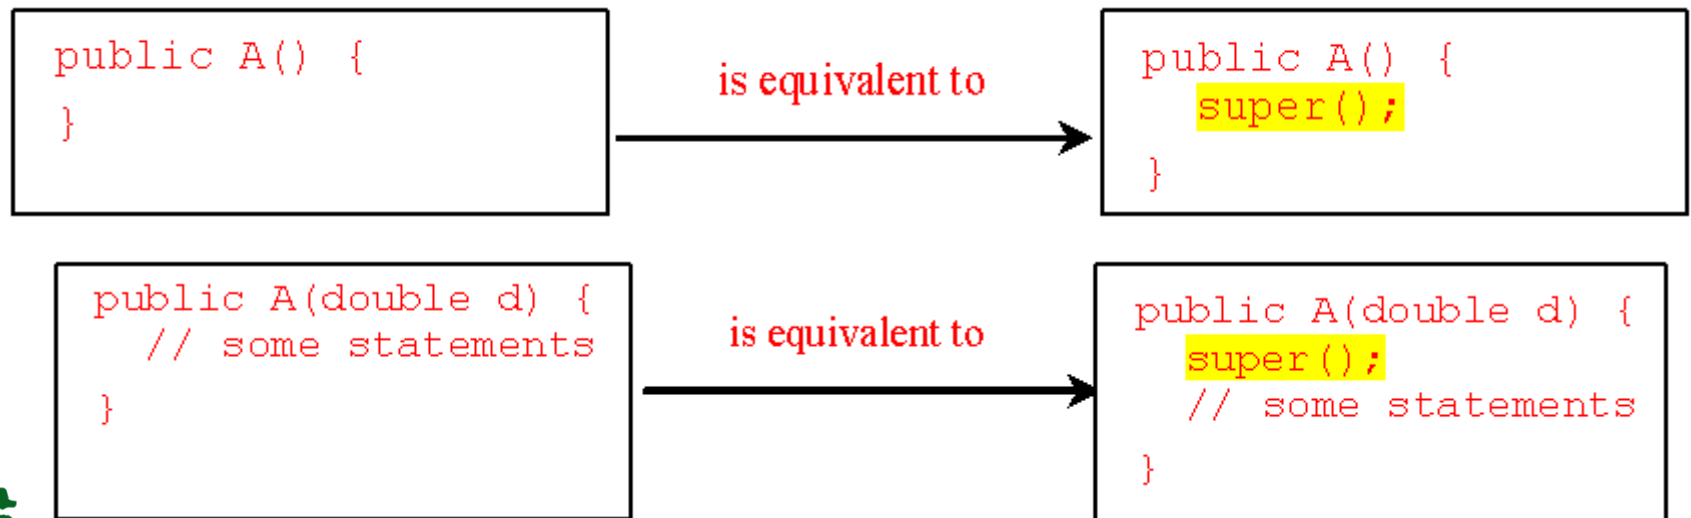 public A() {
}
is equivalent to
public A() {
super();
}
public A(double d) {
// some statements
}
is equivalent to
public A(double d) {
super();
// some statements
}